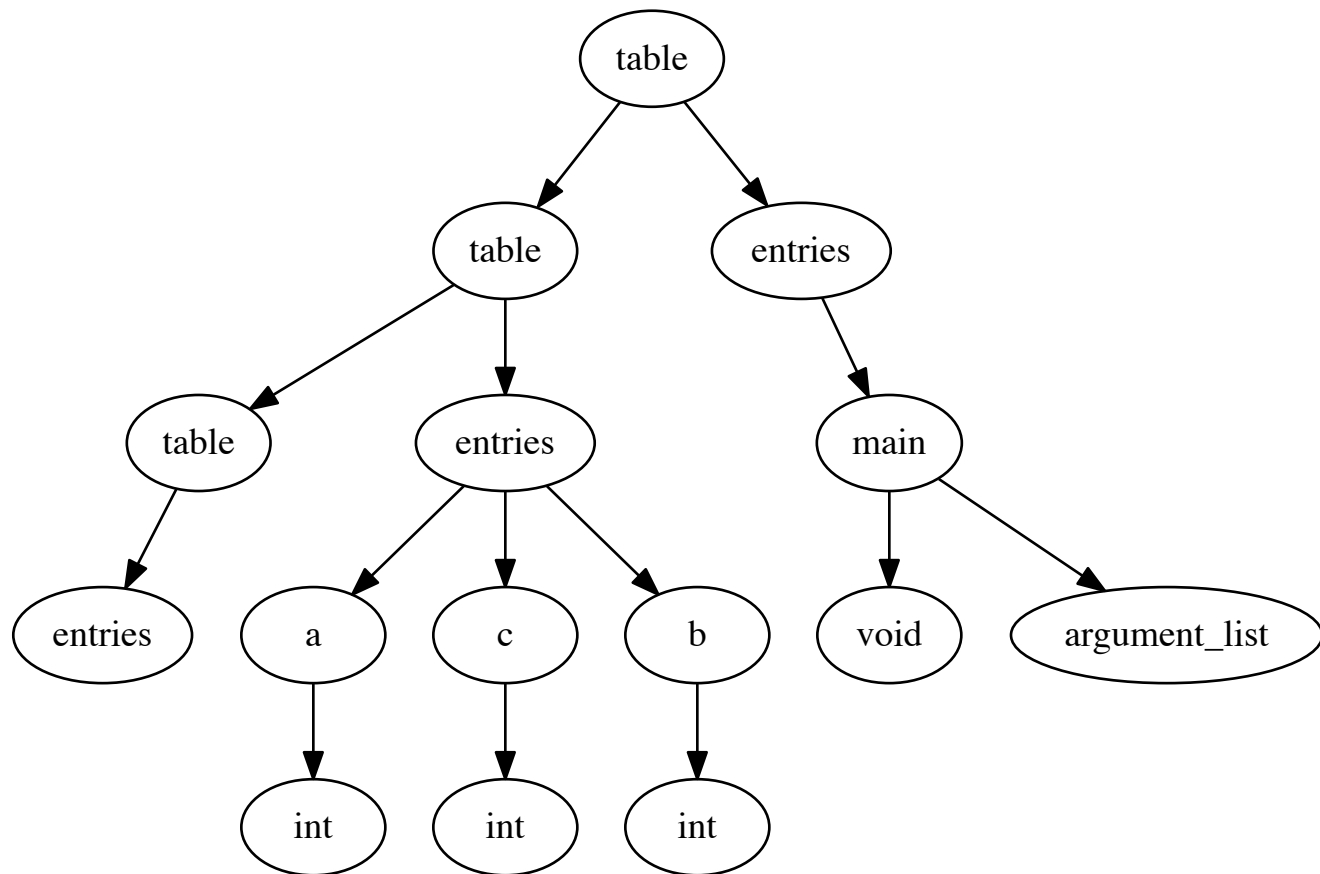 table
table
entries
table
entries
main
entries
a
c
b
void
argument_list
int
int
int